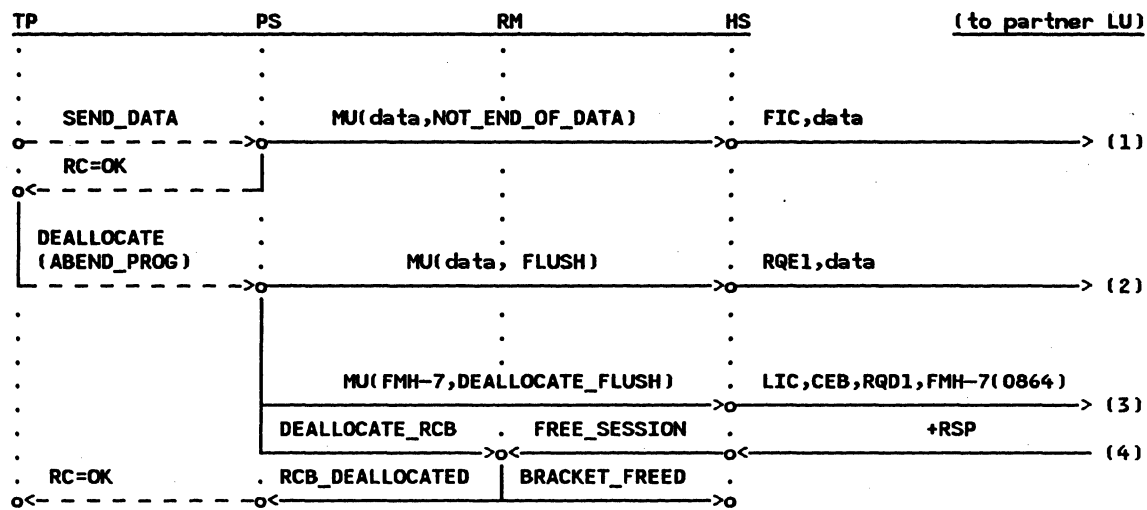 TP PS RM HS (to partner LU)
SEND_DATA MU(data,NOT_END_OF_DATA) FIC,data
(1)
RC=OK
DEALLOCATE
(ABEND_PROG) MU(data, FLUSH) RQE1,data
(2)
MU(FMH-7,DEALLOCATE_FLUSH) LIC,CEB,RQD1,FMH-7(0864)
(3)
DEALLOCATE_RCB FREE_SESSION +RSP
(4)
RC=OK RCB_DEALLOCATED BRACKET_FREED